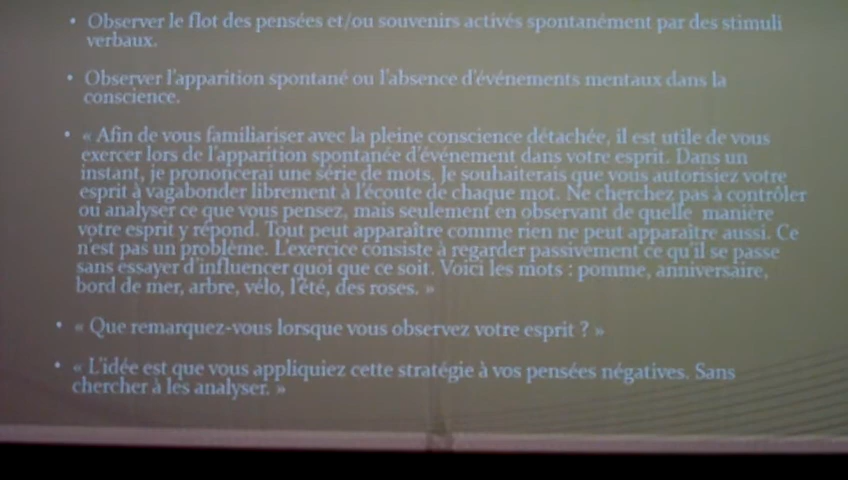 • Observer le flot des pensées et/ou souvenirs activés spontanément par des stimuli
verbaux.
• Observer l'apparition spontané ou l'absence d'événements mentaux dans la
conscience.
• « Afin de vous familiariser avec la pleine conscience détachée, il est utile de vous
exercer lors de l'apparition spontanée d'événement dans votre esprit. Dans un
instant, je prononcerai une série de mots. Je souhaiterais que vous autorisiez votre
esprit à vagabonder librement à l'écoute de chaque mot. Ne cherchez pas à contrôler
ou analyser ce que vous pensez, mais seulement en observant de quelle manière
votre esprit y répond. Tout peut apparaître comme rien ne peut apparaître aussi. Ce
n'est pas un problème. L'exercice consiste à regarder passivement ce qu'il se passe
sans essayer d'influencer quoi que ce soit. Voici les mots : pomme, anniversaire,
bord de mer, arbre, vélo, l'été, des roses. »
• « Que remarquez-vous lorsque vous observez votre esprit ? »
• « L'idée est que vous appliquiez cette stratégie à vos pensées négatives. Sans
chercher à les analyser. »